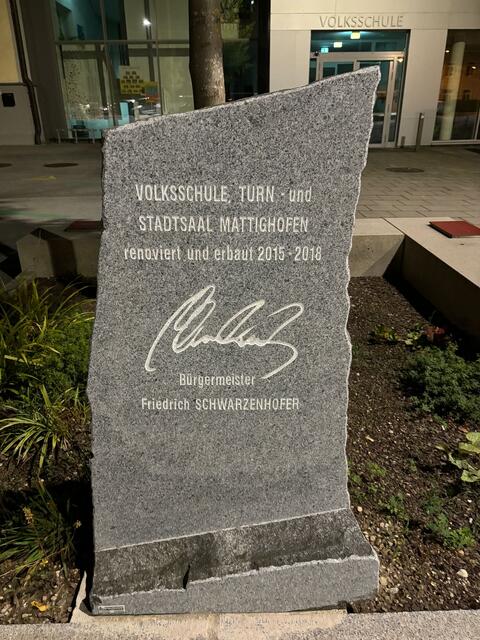 VOLKSSCHULE
VOLKSSCHULE, TURN - und
STADTSAAL MATTIGHOFEN
renoviert und erbaut 2015 - 2018
Bürgermeister
Friedrich SCHWARZENHOFER